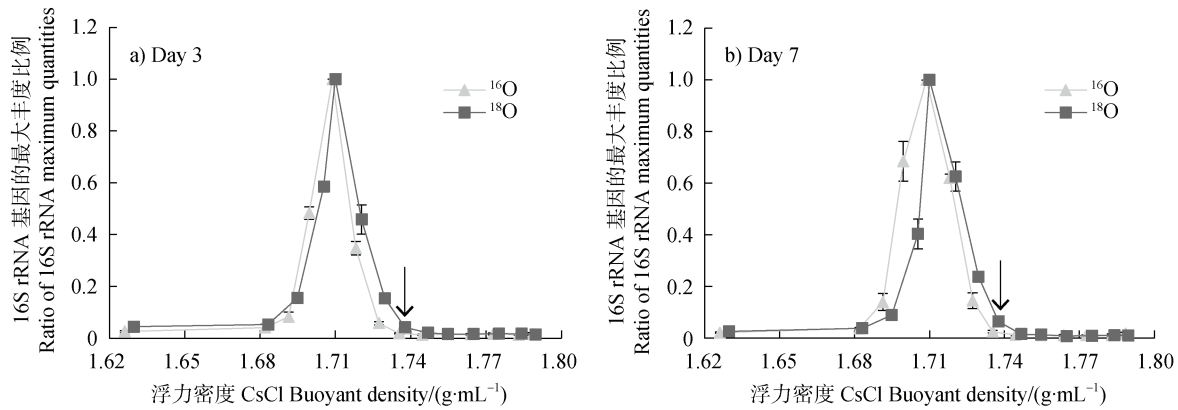 16S rRNA 基因的最大丰度比例
Ratio of 16S rRNA maximum quantities
1.2
1.0
0.8
0.6
0.4
0.2
0
a) Day 3
¹⁶O
¹⁸O
1.62
1.65
1.68
1.71
1.74
1.77
1.80
浮力密度 CsCl Buoyant density/(g·mL⁻¹)
16S rRNA 基因的最大丰度比例
Ratio of 16S rRNA maximum quantities
1.2
1.0
0.8
0.6
0.4
0.2
0
b) Day 7
¹⁶O
¹⁸O
1.62
1.65
1.68
1.71
1.74
1.77
1.80
浮力密度 CsCl Buoyant density/(g·mL⁻¹)